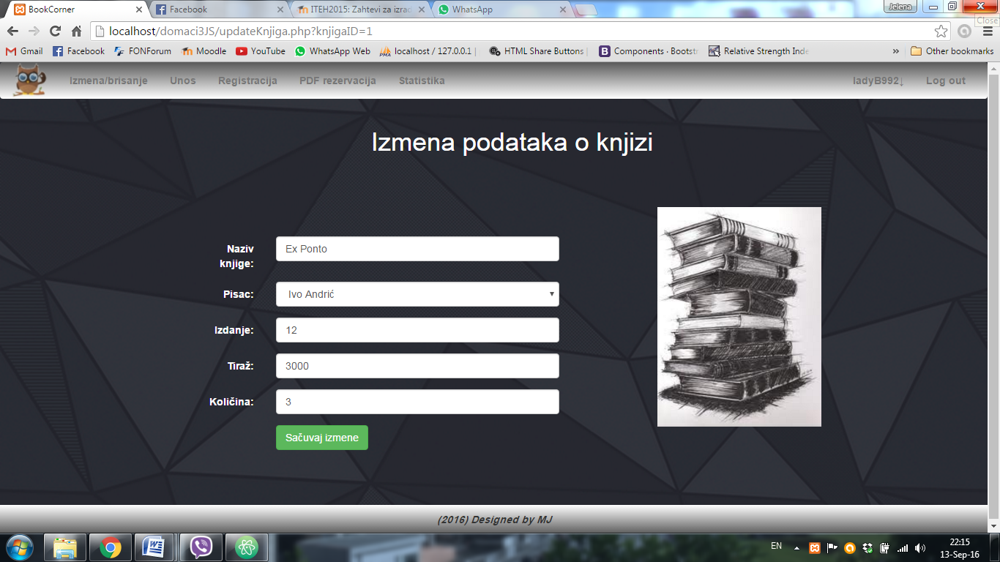 BookCorner
Facebook
ITEH2015: Zahtevi za izrad
WhatsApp
Jelena
localhost/domaci3JS/updateKnjiga.php?knjigaID=1
Close
Gmail
Facebook
FONForum
Moodle
YouTube
WhatsApp Web
localhost / 127.0.0.1 |
HTML Share Buttons |
Components · Bootstr
Relative Strength Inde
»
Other bookmarks
Izmena/brisanje
Unos
Registracija
PDF rezervacija
Statistika
ladyB992↓
Log out
Izmena podataka o knjizi
Naziv
knjige:
Ex Ponto
Pisac:
Ivo Andrić
Izdanje:
12
Tiraž:
3000
Količina:
3
Sačuvaj izmene
(2016) Designed by MJ
EN
22:15
13-Sep-16